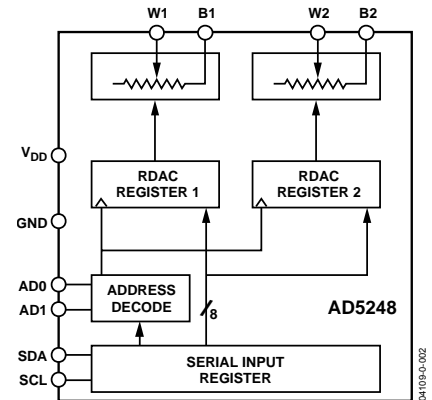 W1 B1 W2 B2
VDD
RDAC
REGISTER 1
RDAC
REGISTER 2
GND
AD0
AD1
ADDRESS
DECODE
8
AD5248
SDA
SCL
SERIAL INPUT
REGISTER
04109-0-002